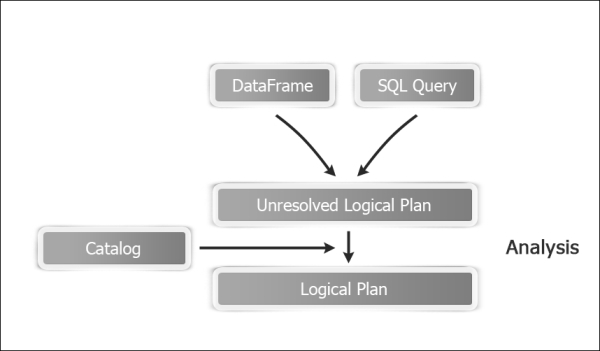 DataFrame
SQL Query
Unresolved Logical Plan
Catalog
Analysis
Logical Plan